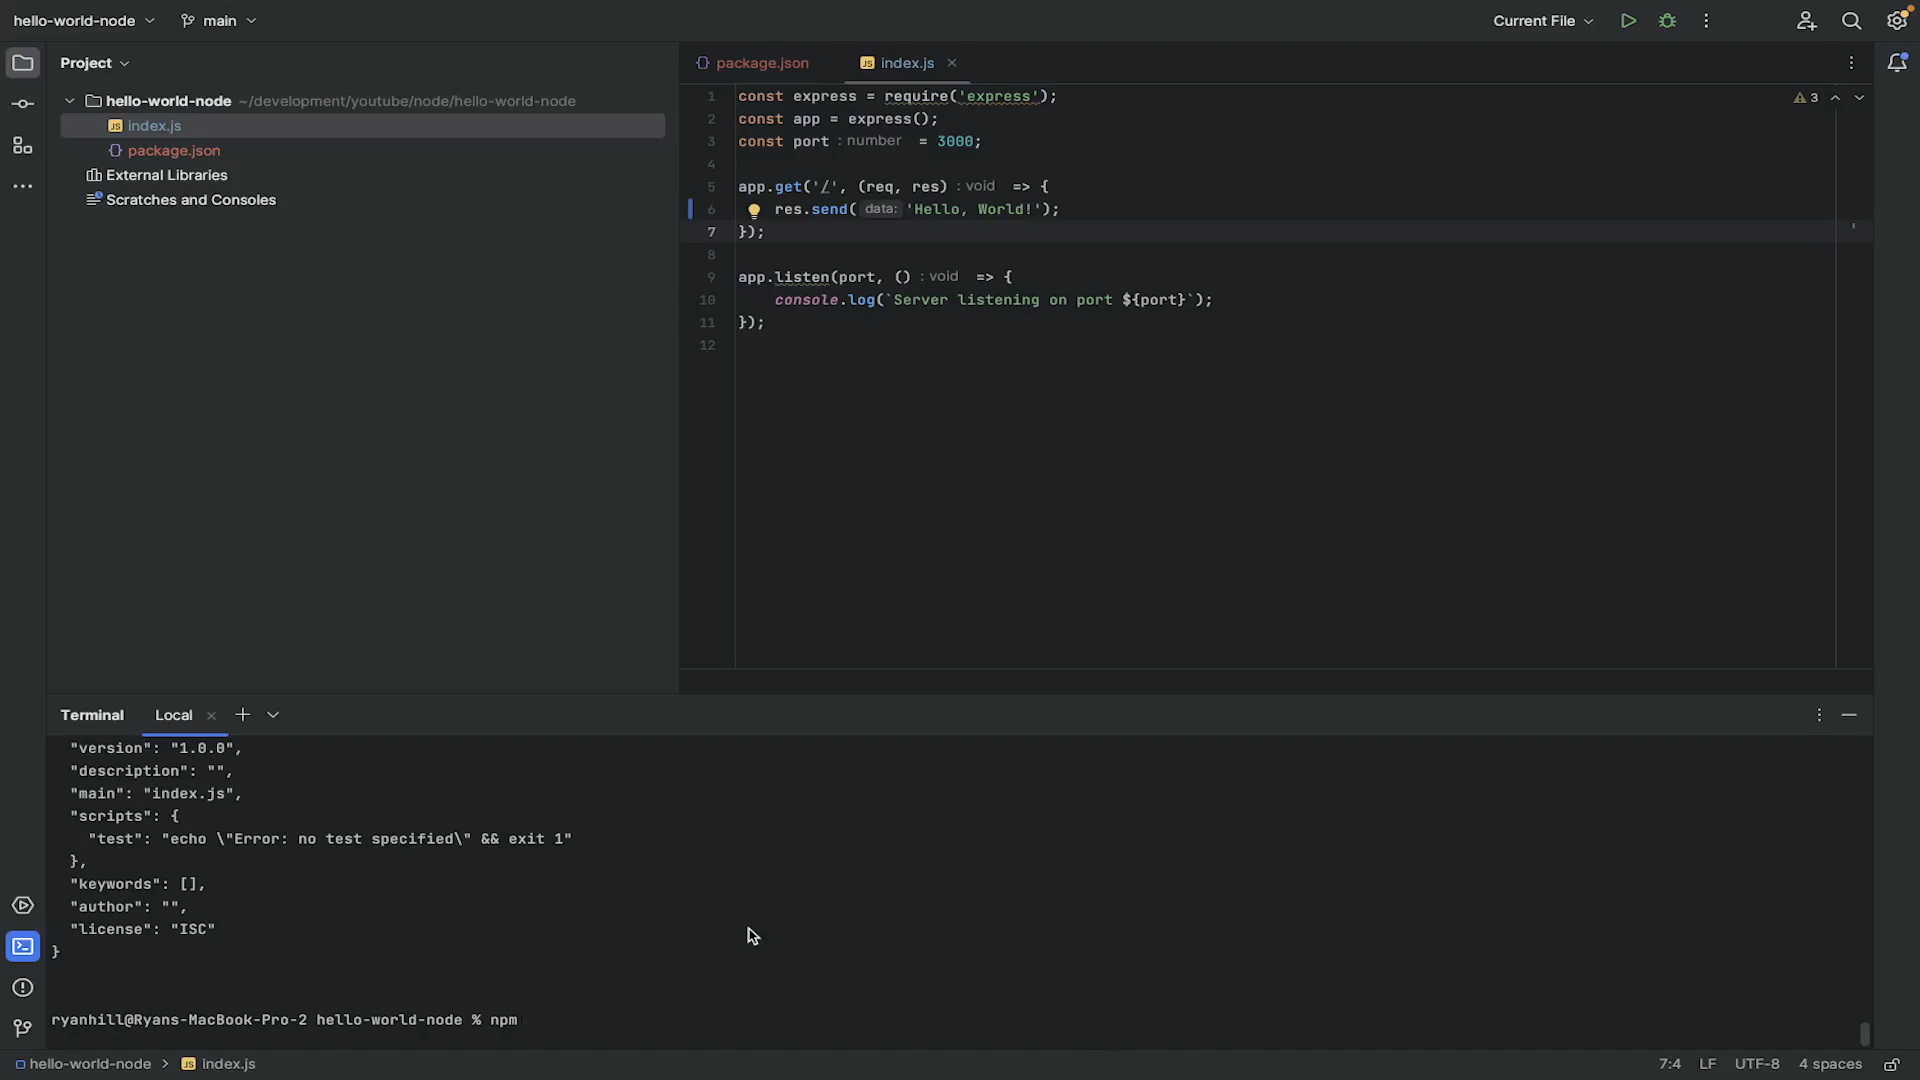 hello-world-node
main
Current File
Project
hello-world-node ~/development/youtube/node/hello-world-node
JS index.js
{} package.json
External Libraries
Scratches and Consoles
{} package.json
JS index.js
3
1 const express = require('express');
2 const app = express();
3 const port : number = 3000;
4
5 app.get('/', (req, res) : void => {
6 res.send( data: 'Hello, World!');
7 });
8
9 app.listen(port, () : void => {
10 console.log(`Server listening on port ${port}`);
11 });
12
Terminal Local
"version": "1.0.0",
"description": "",
"main": "index.js",
"scripts": {
"test": "echo \"Error: no test specified\" && exit 1"
},
"keywords": [],
"author": "",
"license": "ISC"
}
ryanhill@Ryans-MacBook-Pro-2 hello-world-node % npm
hello-world-node > JS index.js
7:4 LF UTF-8 4 spaces